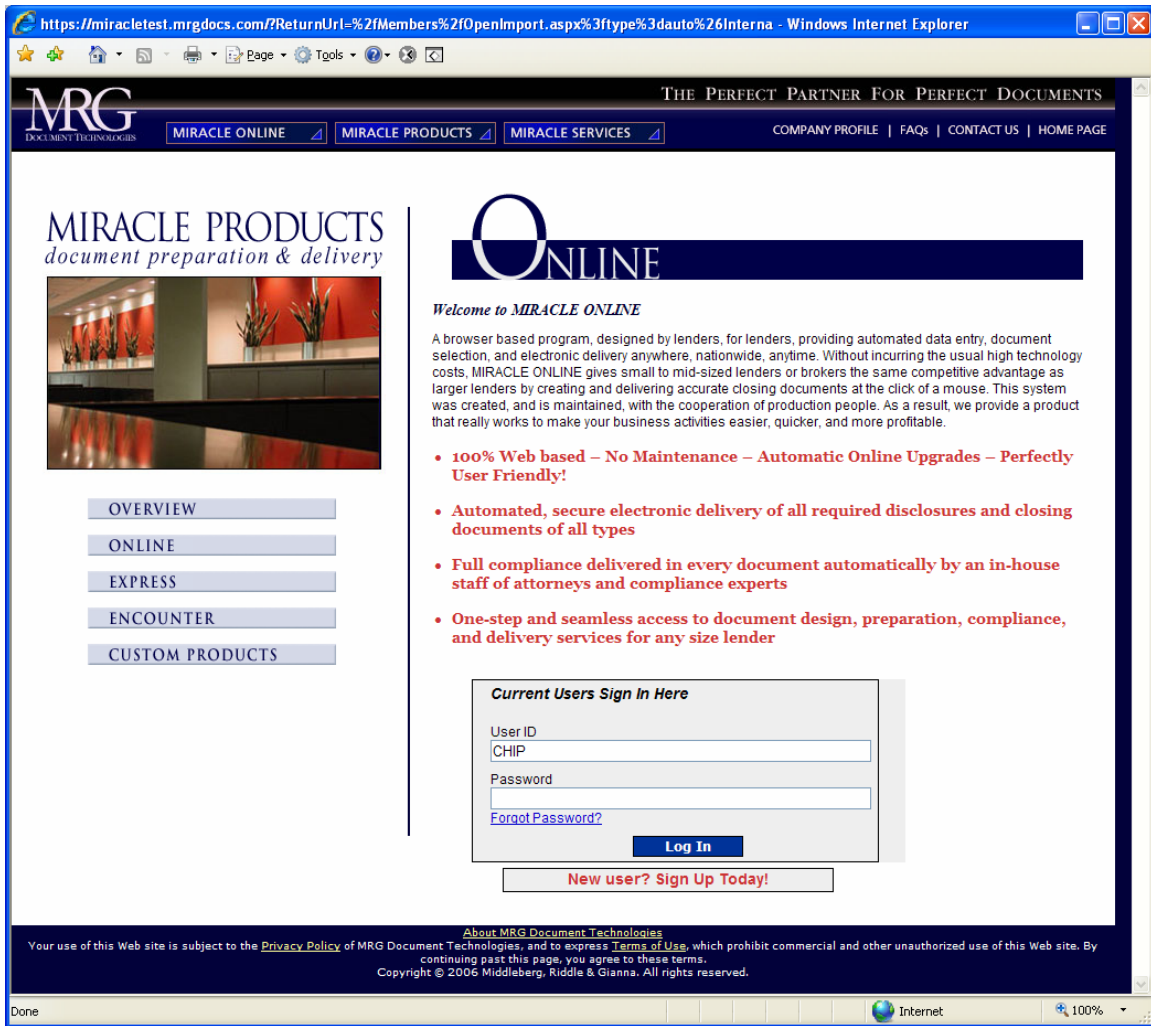 https://miracletest.mrgdocs.com/?ReturnUrl=%2fMembers%2fOpenImport.aspx%3ftype%3dauto%26Interna - Windows Internet Explorer
Page Tools
MRG
DOCUMENT TECHNOLOGIES
THE PERFECT PARTNER FOR PERFECT DOCUMENTS
MIRACLE ONLINE MIRACLE PRODUCTS MIRACLE SERVICES
COMPANY PROFILE | FAQs | CONTACT US | HOME PAGE
MIRACLE PRODUCTS
document preparation & delivery
OVERVIEW
ONLINE
EXPRESS
ENCOUNTER
CUSTOM PRODUCTS
ONLINE
Welcome to MIRACLE ONLINE
A browser based program, designed by lenders, for lenders, providing automated data entry, document
selection, and electronic delivery anywhere, nationwide, anytime. Without incurring the usual high technology
costs, MIRACLE ONLINE gives small to mid-sized lenders or brokers the same competitive advantage as
larger lenders by creating and delivering accurate closing documents at the click of a mouse. This system
was created, and is maintained, with the cooperation of production people. As a result, we provide a product
that really works to make your business activities easier, quicker, and more profitable.
• 100% Web based – No Maintenance – Automatic Online Upgrades – Perfectly
User Friendly!
• Automated, secure electronic delivery of all required disclosures and closing
documents of all types
• Full compliance delivered in every document automatically by an in-house
staff of attorneys and compliance experts
• One-step and seamless access to document design, preparation, compliance,
and delivery services for any size lender
Current Users Sign In Here
User ID
CHIP
Password
Forgot Password?
Log In
New user? Sign Up Today!
About MRG Document Technologies
Your use of this Web site is subject to the Privacy Policy of MRG Document Technologies, and to express Terms of Use, which prohibit commercial and other unauthorized use of this Web site. By
continuing past this page, you agree to these terms.
Copyright © 2006 Middleberg, Riddle & Gianna. All rights reserved.
Done Internet 100%